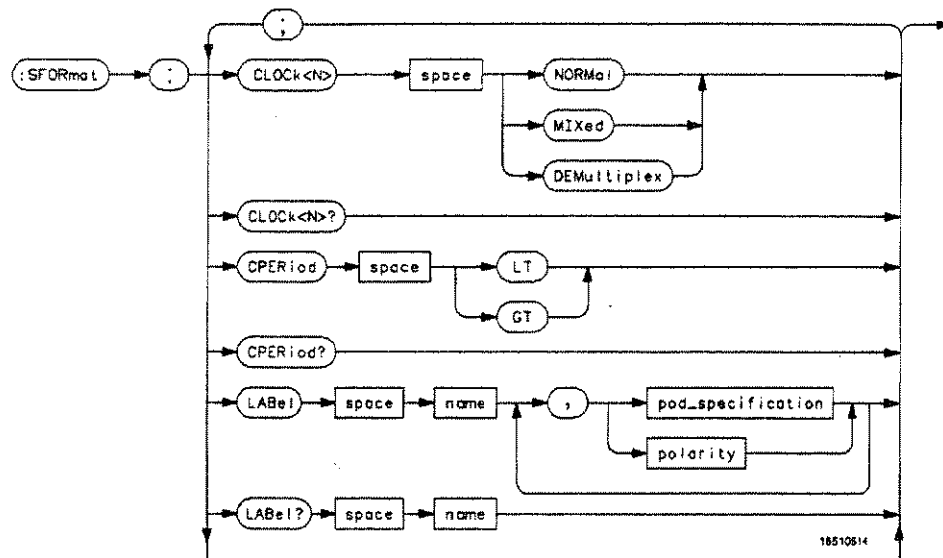 ;
:SFORmat : CLOCk<N> space NORMal
MIXed
DEMultiplex
CLOCk<N>?
CPERiod space LT
GT
CPERiod?
LABel space name , pod_specification
polarity
LABel? space name
16510S14